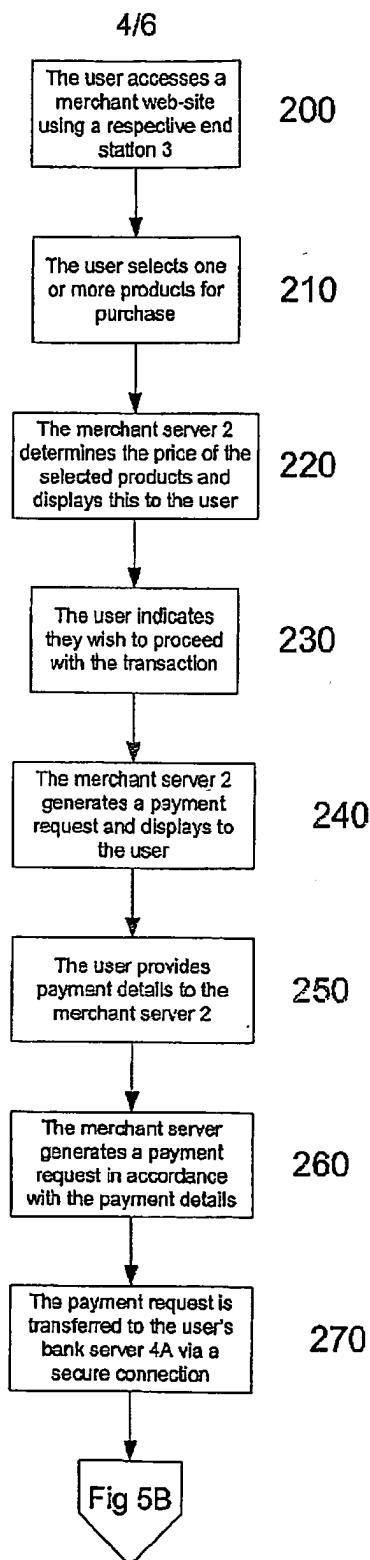 4/6
The user accesses a
merchant web-site
using a respective end
station 3
200
The user selects one
or more products for
purchase
210
The merchant server 2
determines the price of the
selected products and
displays this to the user
220
The user indicates
they wish to proceed
with the transaction
230
The merchant server 2
generates a payment
request and displays to
the user
240
The user provides
payment details to the
merchant server 2
250
The merchant server
generates a payment
request in accordance
with the payment details
260
The payment request is
transferred to the user's
bank server 4A via a
secure connection
270
Fig 5B